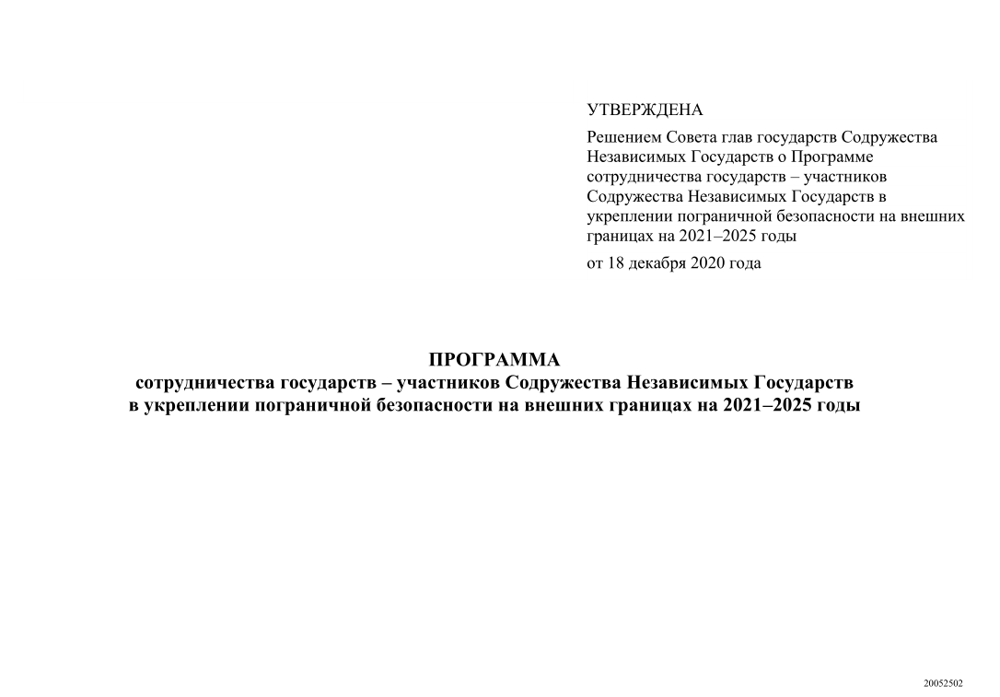 УТВЕРЖДЕНА
Решением Совета глав государств Содружества
Независимых Государств о Программе
сотрудничества государств – участников
Содружества Независимых Государств в
укреплении пограничной безопасности на внешних
границах на 2021–2025 годы
от 18 декабря 2020 года
ПРОГРАММА
сотрудничества государств – участников Содружества Независимых Государств
в укреплении пограничной безопасности на внешних границах на 2021–2025 годы
20052502